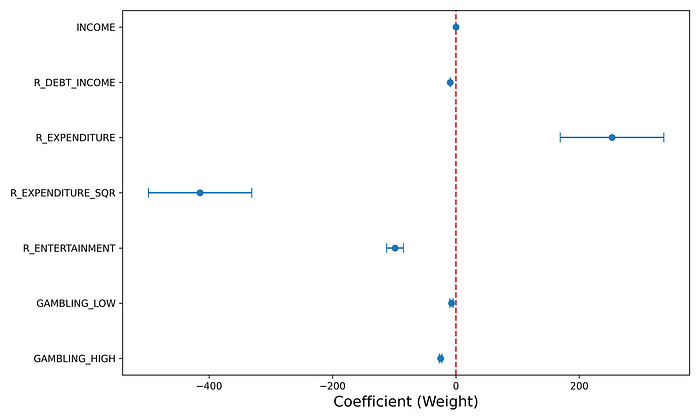 INCOME
R_DEBT_INCOME
R_EXPENDITURE
R_EXPENDITURE_SQR
R_ENTERTAINMENT
GAMBLING_LOW
GAMBLING_HIGH
−400 −200 0 200
Coefficient (Weight)